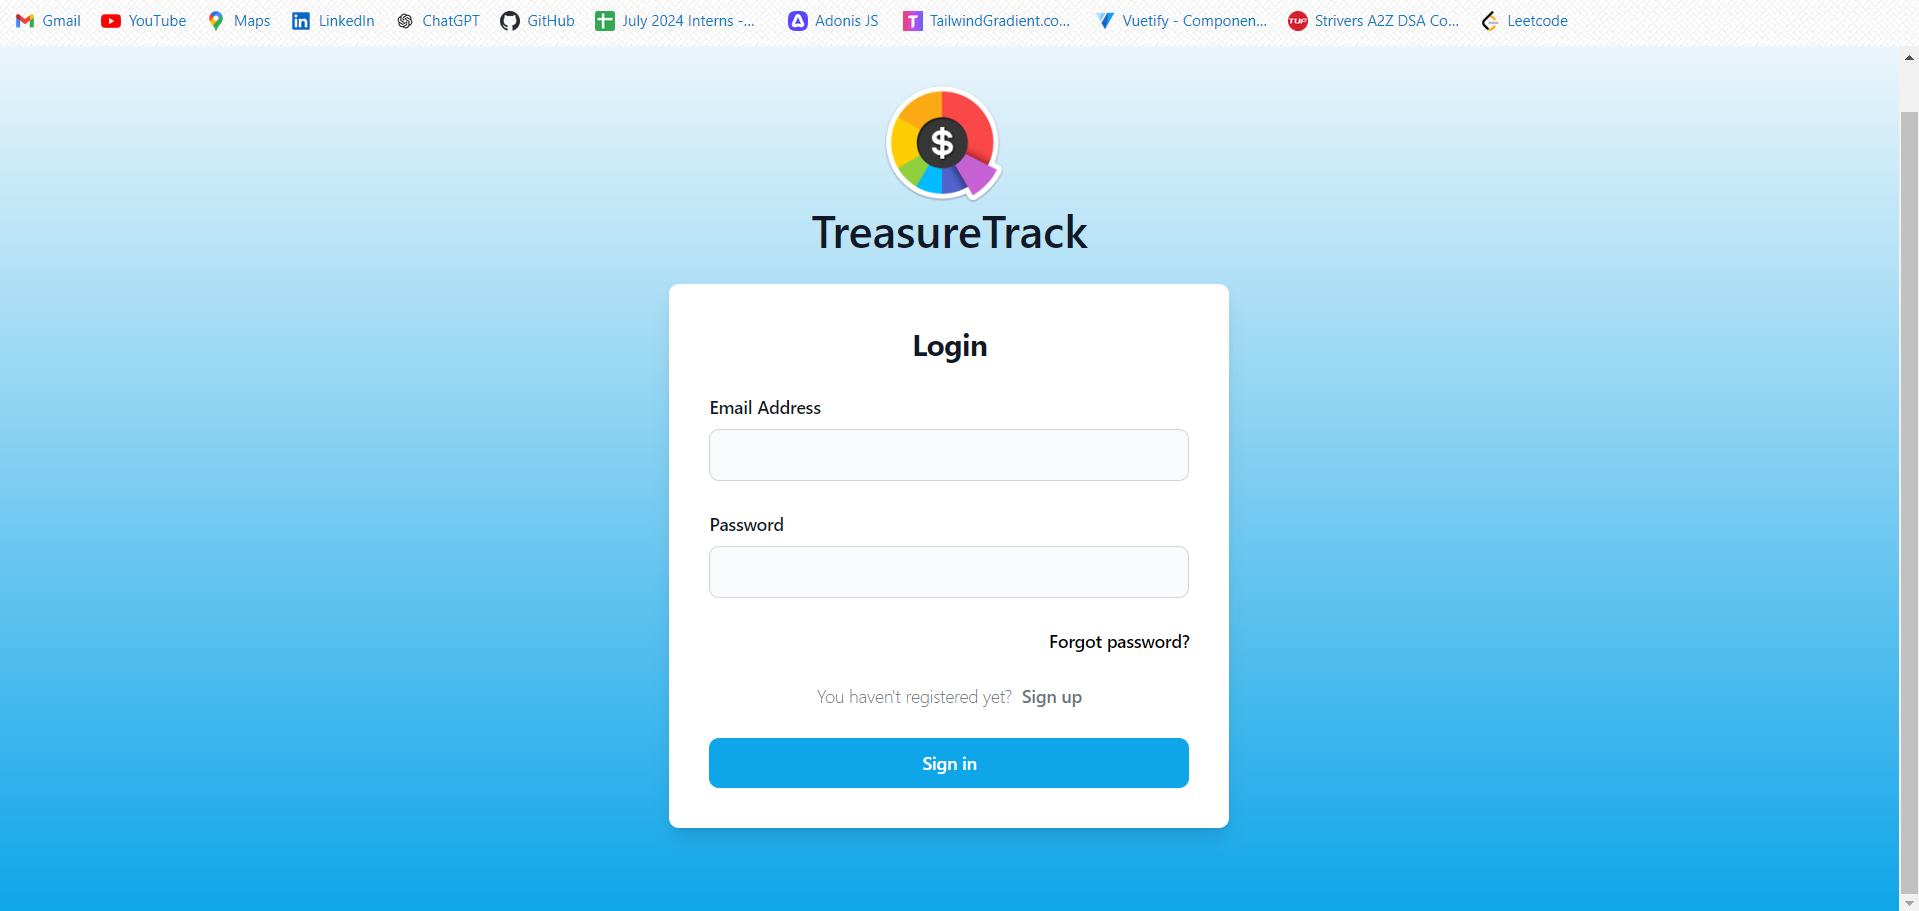 Gmail YouTube Maps LinkedIn ChatGPT GitHub July 2024 Interns -... Adonis JS TailwindGradient.co... Vuetify - Componen... TUF Strivers A2Z DSA Co... Leetcode
$
TreasureTrack
Login
Email Address
Password
Forgot password?
You haven't registered yet? Sign up
Sign in